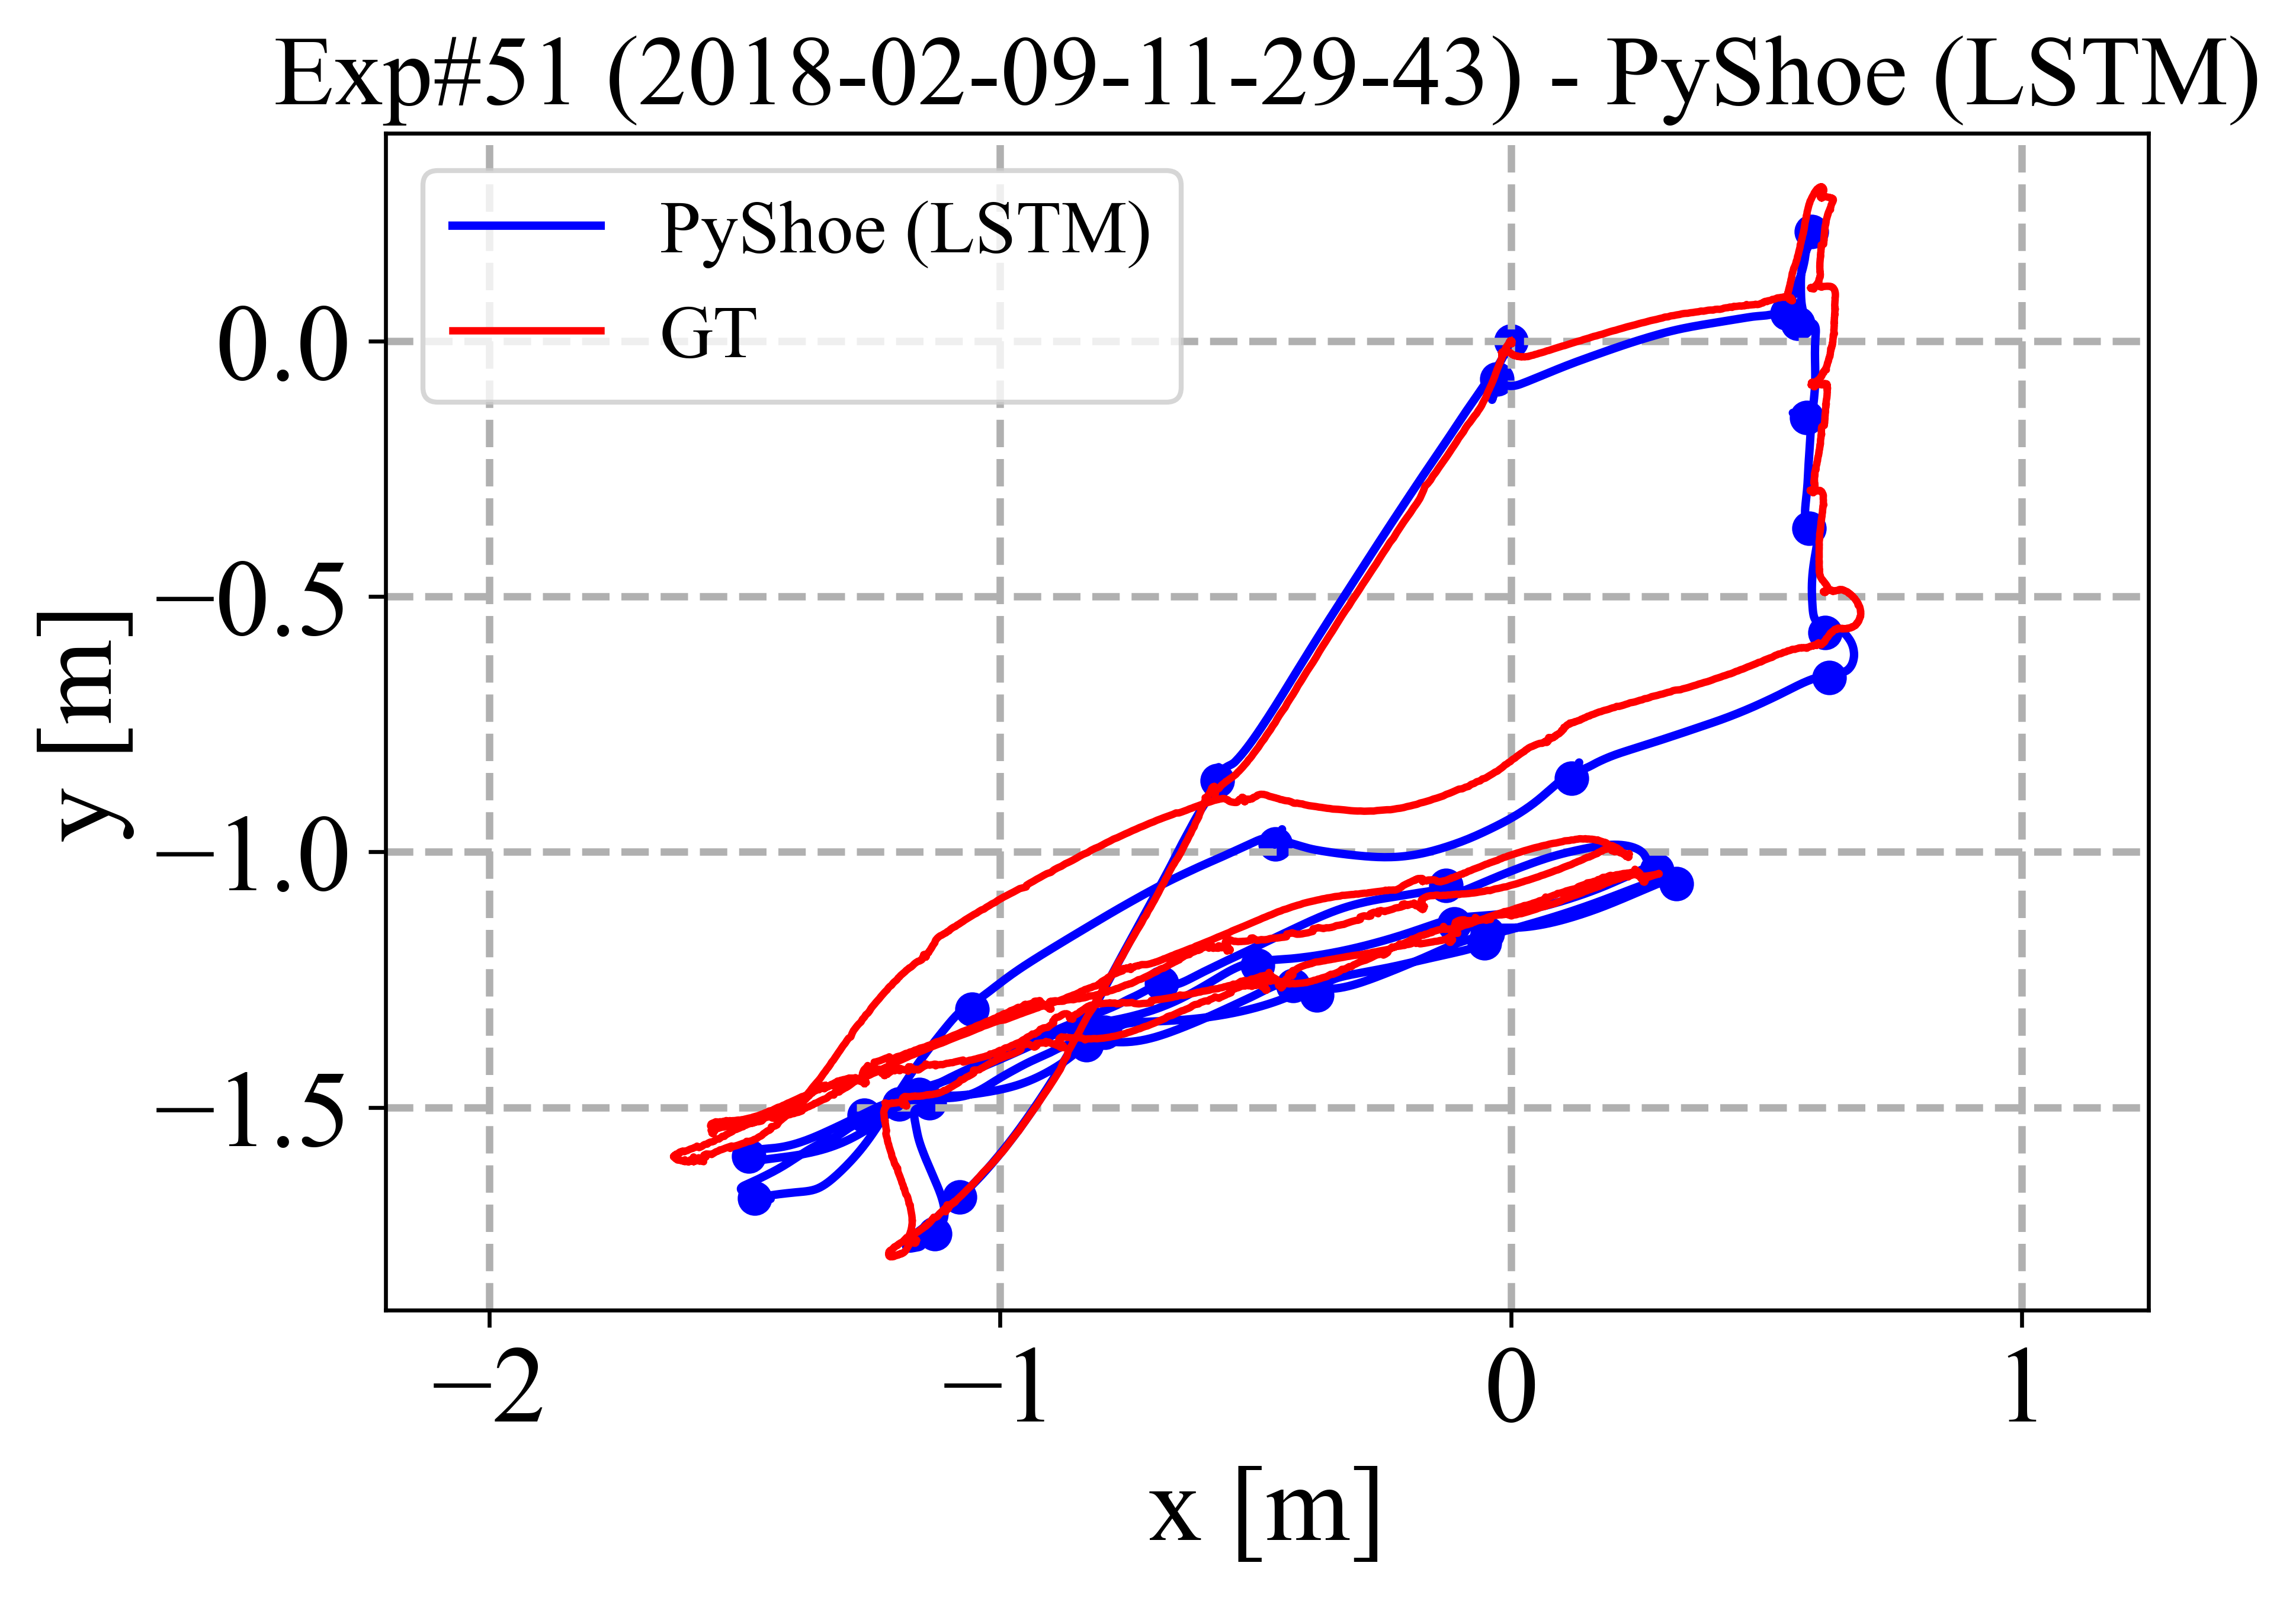 Exp#51 (2018-02-09-11-29-43) - PyShoe (LSTM)
PyShoe (LSTM)
GT
y [m]
0.0
−0.5
−1.0
−1.5
−2 −1 0 1
x [m]